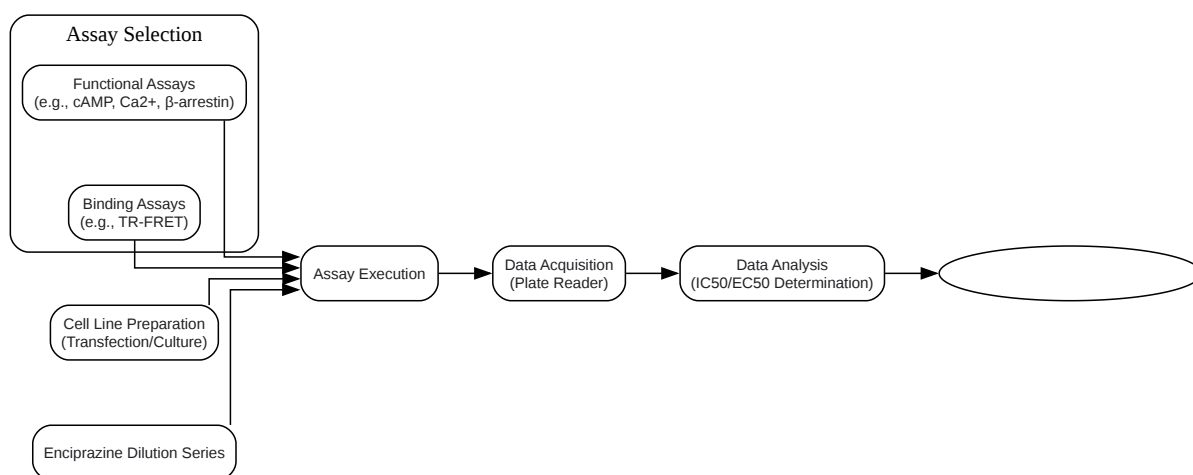 Assay Selection
Functional Assays
(e.g., cAMP, Ca2+, β-arrestin)
Binding Assays
(e.g., TR-FRET)
Cell Line Preparation
(Transfection/Culture)
Enciprazine Dilution Series
Assay Execution
Data Acquisition
(Plate Reader)
Data Analysis
(IC50/EC50 Determination)